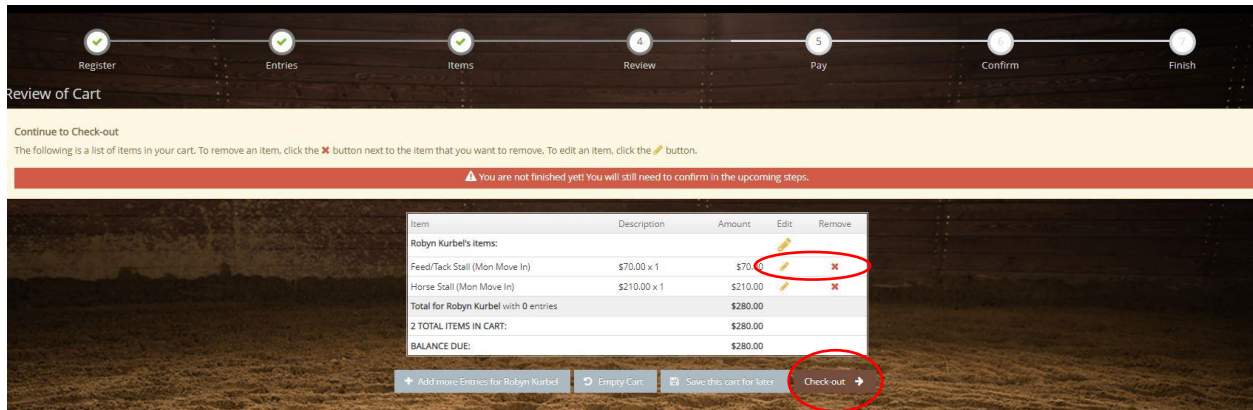 4 5 6 7
Register Entries Items Review Pay Confirm Finish
Review of Cart
Continue to Check-out
The following is a list of items in your cart. To remove an item, click the ✖ button next to the item that you want to remove. To edit an item, click the button.
You are not finished yet! You will still need to confirm in the upcoming steps.
Item Description Amount Edit Remove
Robyn Kurbel's items:
Feed/Tack Stall (Mon Move In) $70.00 x 1 $70.00
Horse Stall (Mon Move In) $210.00 x 1 $210.00
Total for Robyn Kurbel with 0 entries $280.00
2 TOTAL ITEMS IN CART: $280.00
BALANCE DUE: $280.00
Add more Entries for Robyn Kurbel Empty Cart Save this cart for later Check-out